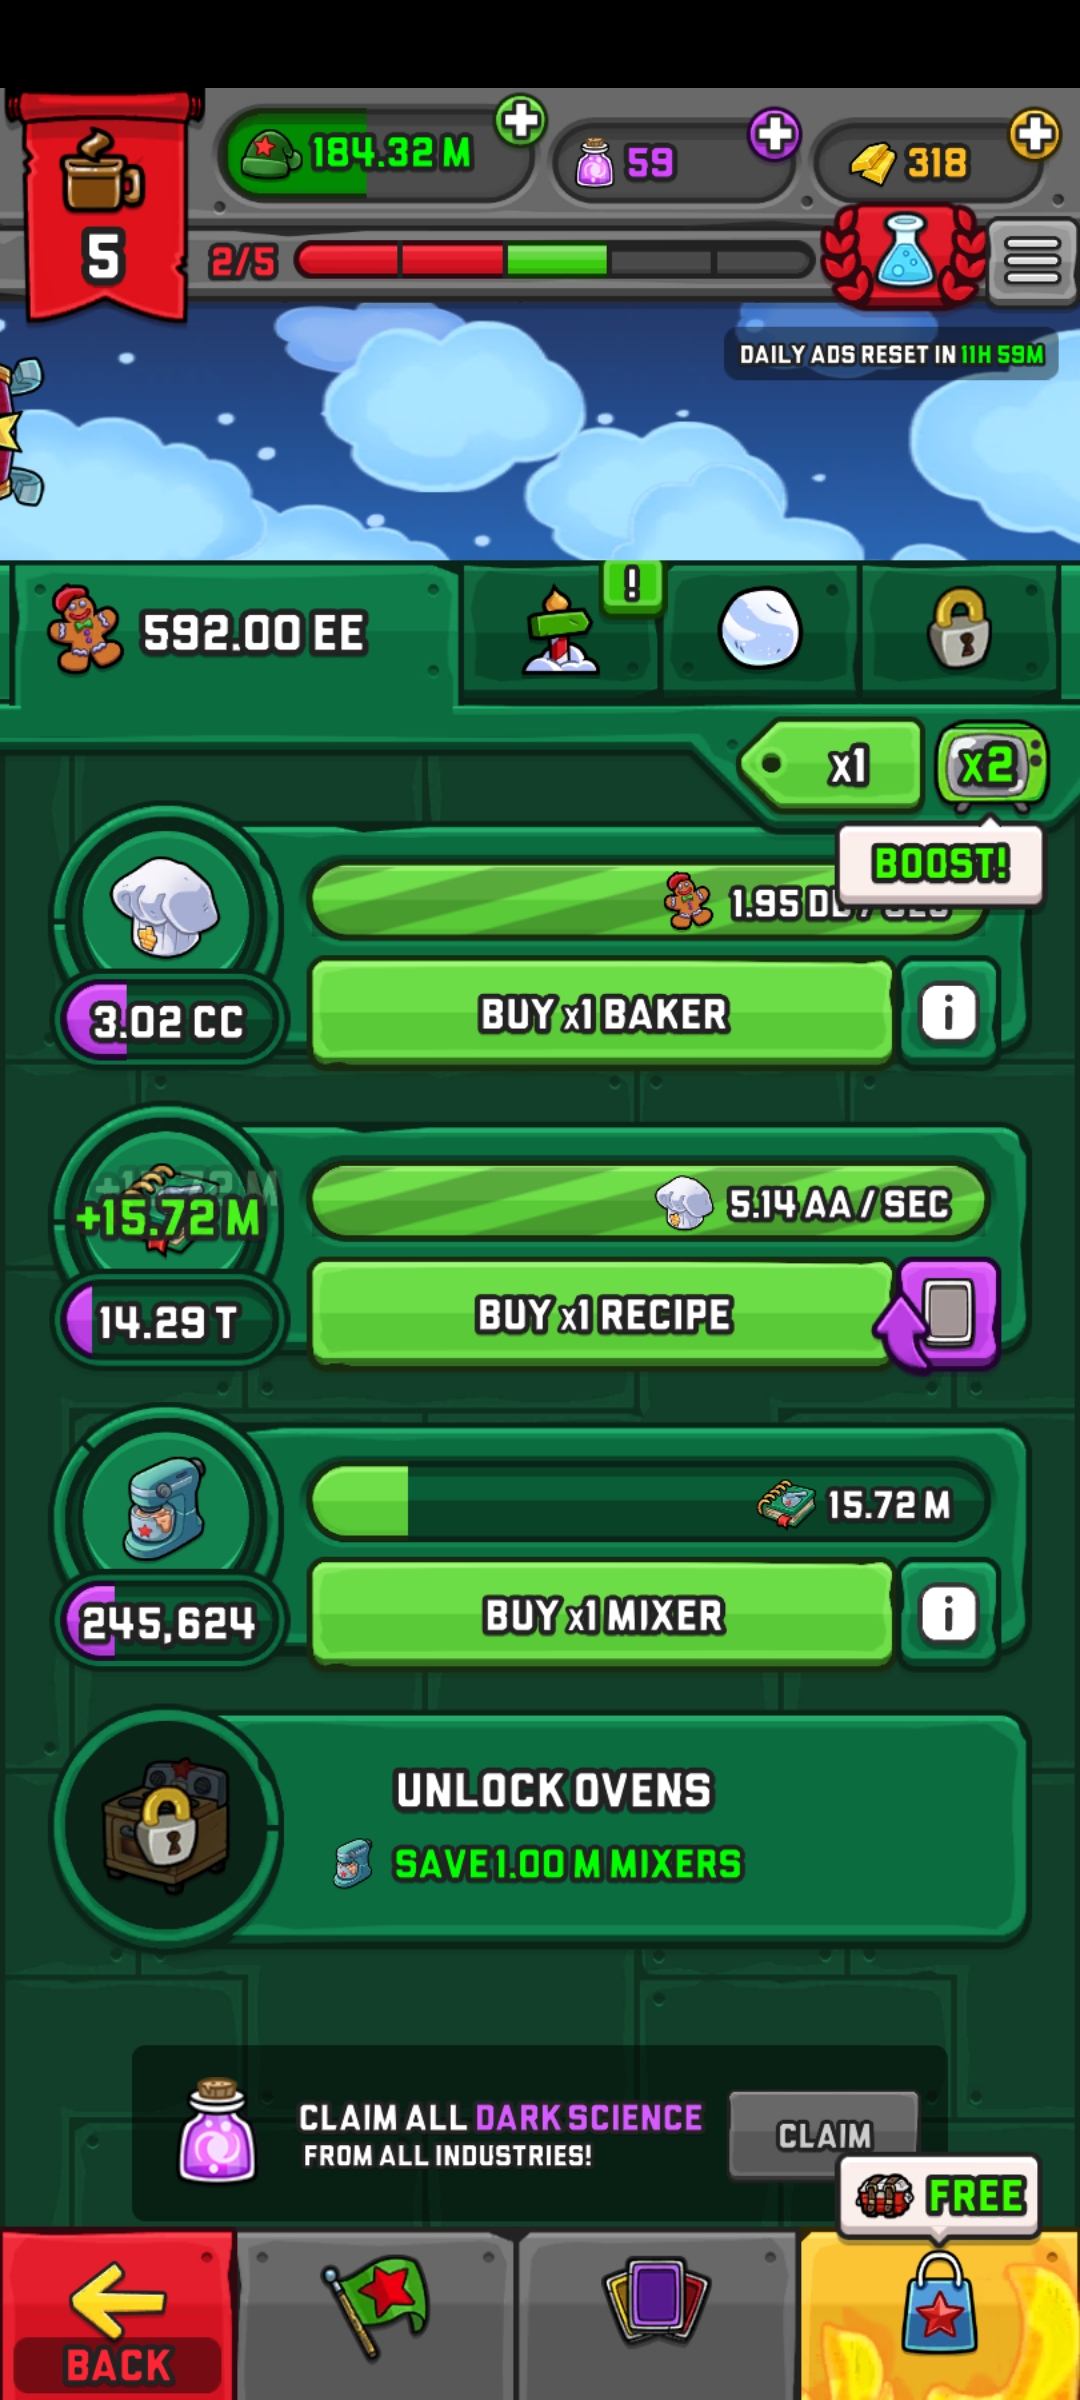 184.32 M
59
318
5
2/5
DAILY ADS RESET IN 11H 59M
!
592.00 EE
x1
x2
BOOST!
1.95
3.02 CC
BUY x1 BAKER
i
+15.72 M
5.14 AA / SEC
14.29 T
BUY x1 RECIPE
15.72 M
245,624
BUY x1 MIXER
i
UNLOCK OVENS
SAVE 1.00 M MIXERS
CLAIM ALL DARK SCIENCE
FROM ALL INDUSTRIES!
CLAIM
FREE
BACK